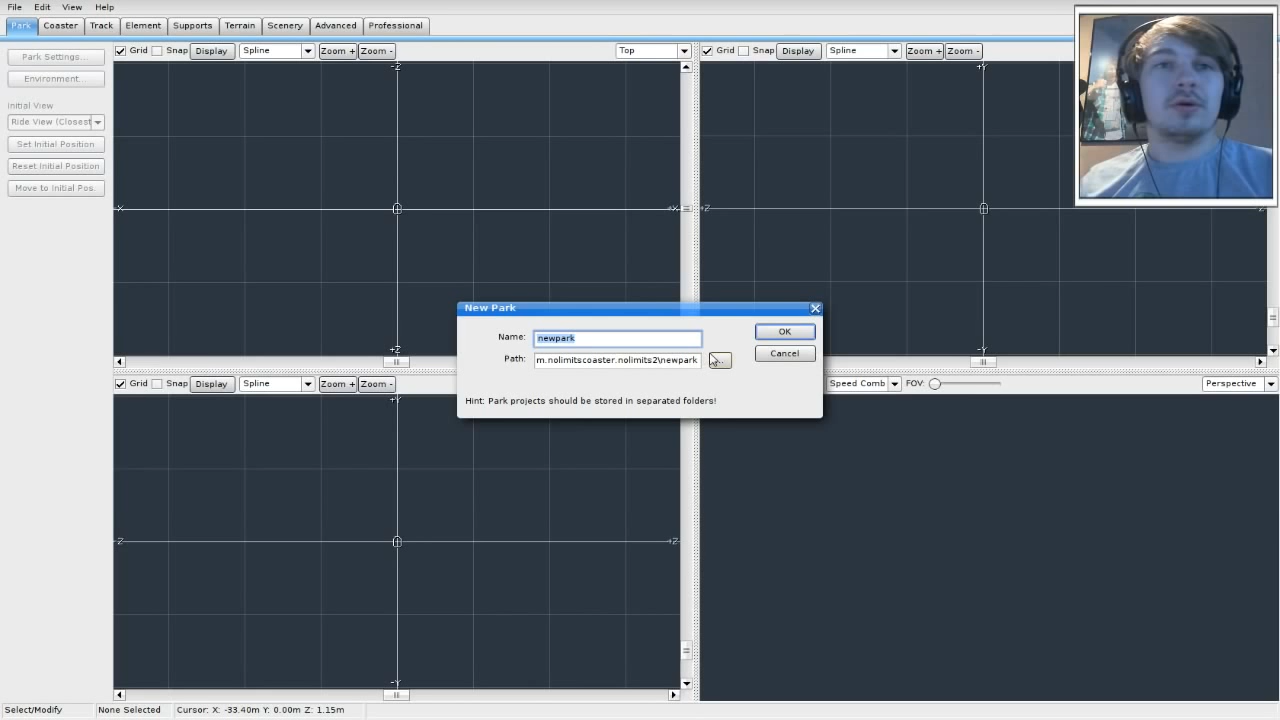 File Edit View Help
Park Coaster Track Element Supports Terrain Scenery Advanced Professional
Grid Snap Display Spline Zoom + Zoom - Top
Grid Snap Display Spline Zoom + Zoom -
Park Settings...
Environment...
Initial View
Ride View (Closest
Set Initial Position
Reset Initial Position
Move to Initial Pos.
-Z
-X
+X
+Z
+Y
+Z
-Y
New Park
Name: newpark
Path: m.nolimitscoaster.nolimits2\newpark ...
OK
Cancel
Hint: Park projects should be stored in separated folders!
Grid Snap Display Spline Zoom + Zoom -
Speed Comb FOV: Perspective
+Y
-Z
+Z
-Y
Select/Modify None Selected Cursor: X: -33.40m Y: 0.00m Z: 1.15m